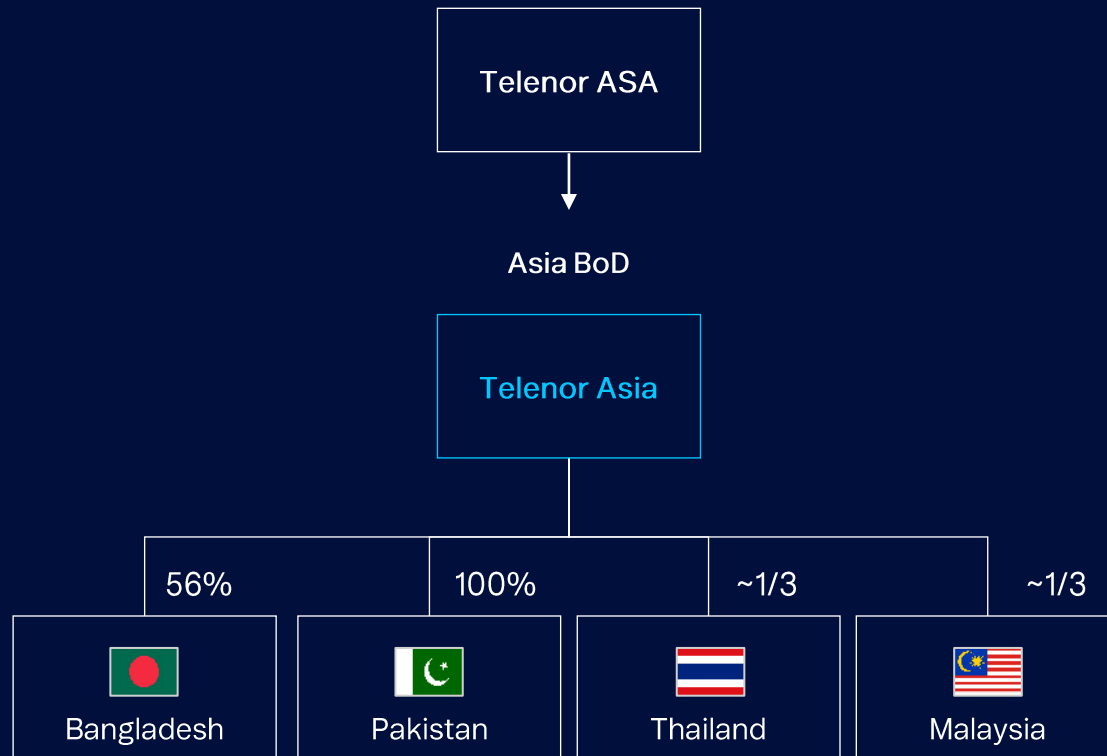 Telenor ASA
Asia BoD
Telenor Asia
56% 100% ~1/3 ~1/3
Bangladesh Pakistan Thailand Malaysia